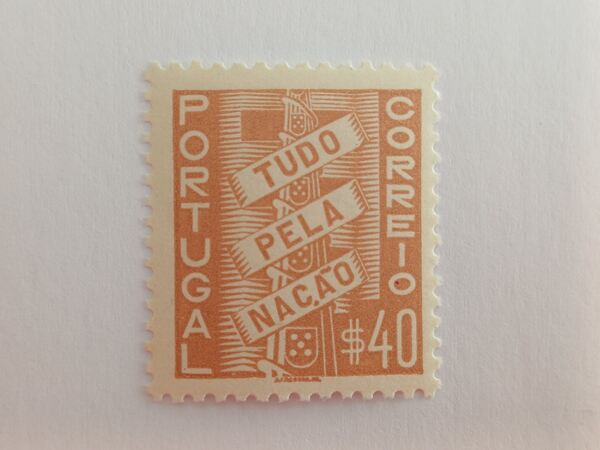 PORTUGAL
CORREIO
TUDO
PELA
NAÇÃO
$40